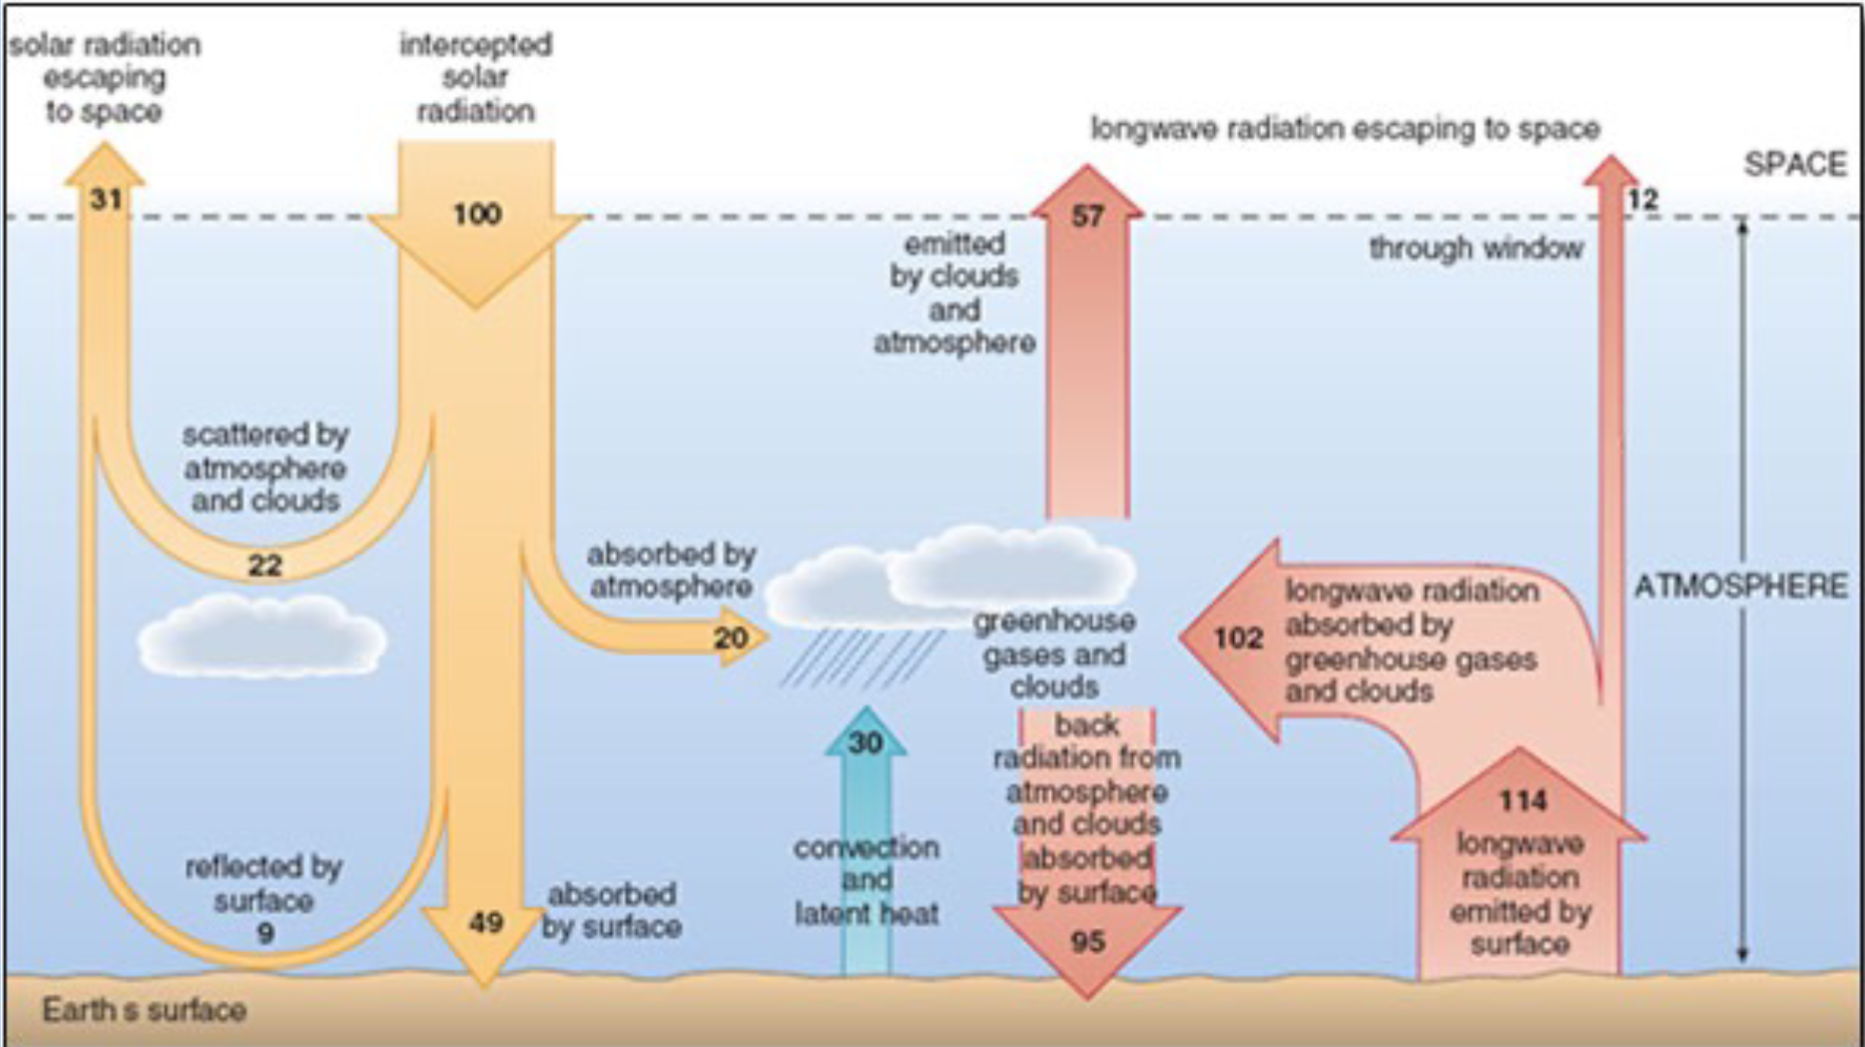 solar radiation
escaping
to space
31
intercepted
solar
radiation
100
longwave radiation escaping to space
SPACE
57
12
emitted
by clouds
and
atmosphere
through window
scattered by
atmosphere
and clouds
22
absorbed by
atmosphere
20
greenhouse
gases and
clouds
102
longwave radiation
absorbed by
greenhouse gases
and clouds
ATMOSPHERE
30
convection
and
latent heat
back
radiation from
atmosphere
and clouds
absorbed
by surface
95
114
longwave
radiation
emitted by
surface
reflected by
surface
9
49
absorbed
by surface
Earth s surface